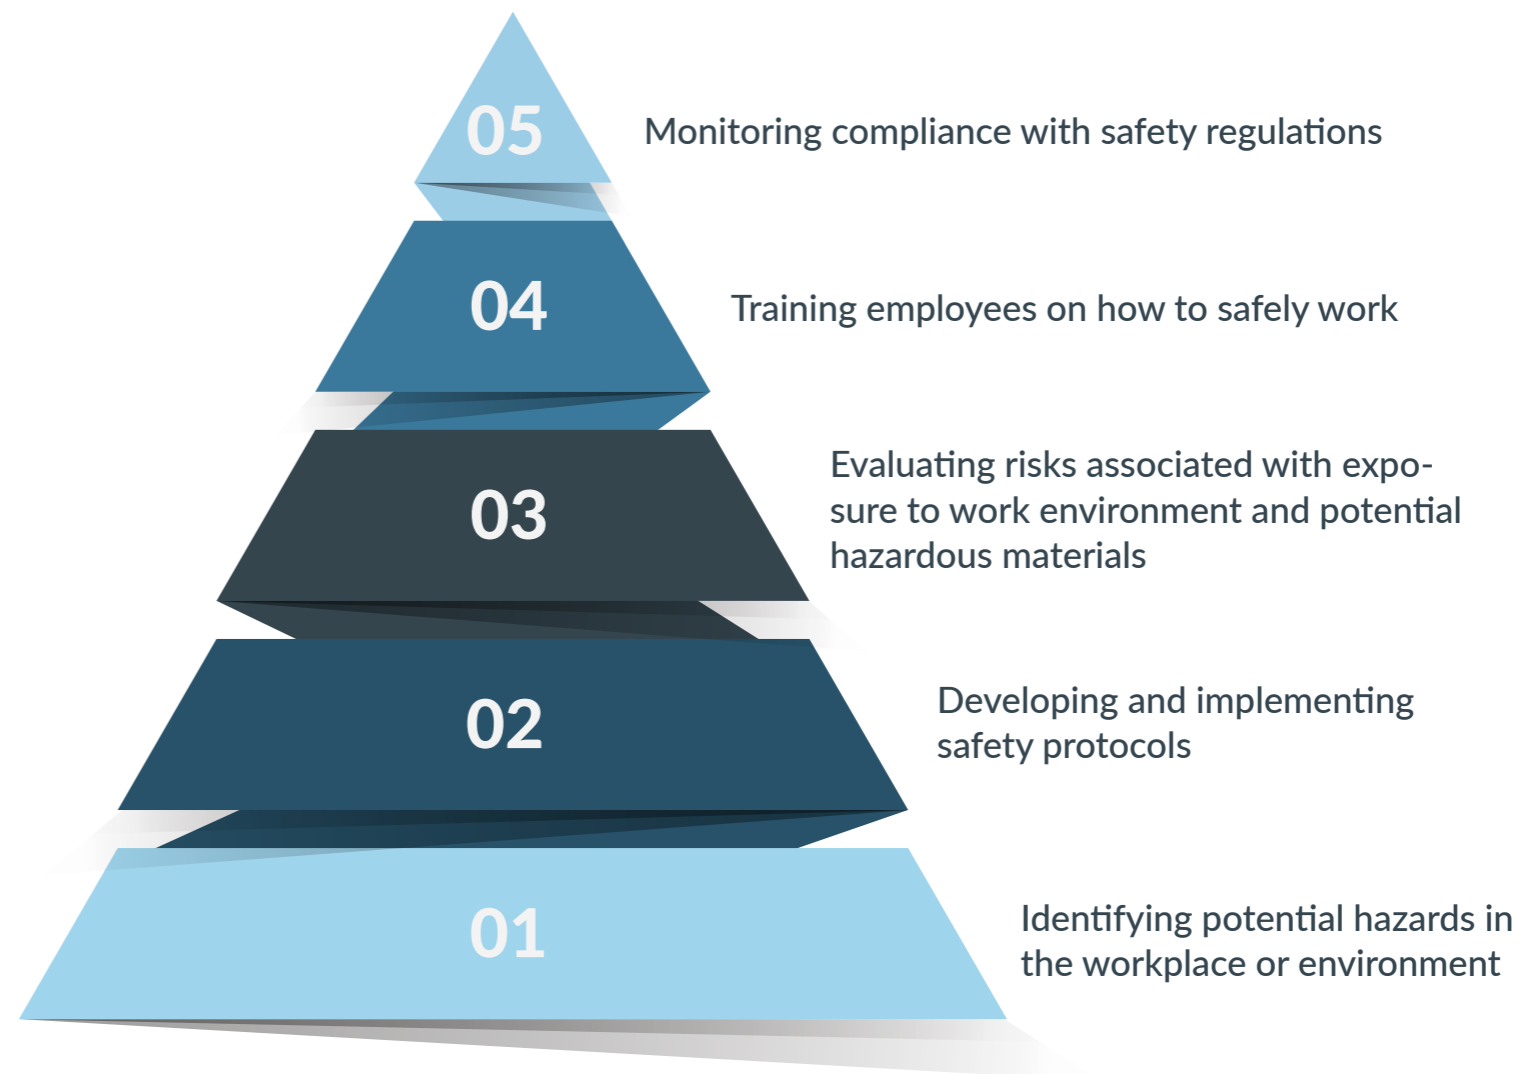 05
Monitoring compliance with safety regulations
04
Training employees on how to safely work
03
Evaluating risks associated with expo-
sure to work environment and potential
hazardous materials
02
Developing and implementing
safety protocols
01
Identifying potential hazards in
the workplace or environment